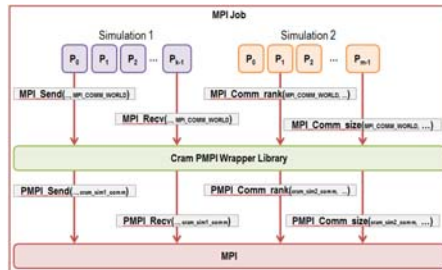 MPI Job
Simulation 1
Simulation 2
P0 P1 P2 ... Pk-1
P0 P1 P2 ... Pm-1
MPI_Send(..., MPI_COMM_WORLD)
MPI_Comm_rank(MPI_COMM_WORLD, ...)
MPI_Recv(..., MPI_COMM_WORLD)
MPI_Comm_size(MPI_COMM_WORLD, ...)
Cram PMPI Wrapper Library
PMPI_Send(..., cram_sim1_comm)
PMPI_Comm_rank(cram_sim2_comm, ...)
PMPI_Recv(..., cram_sim1_comm)
PMPI_Comm_size(cram_sim2_comm, ...)
MPI